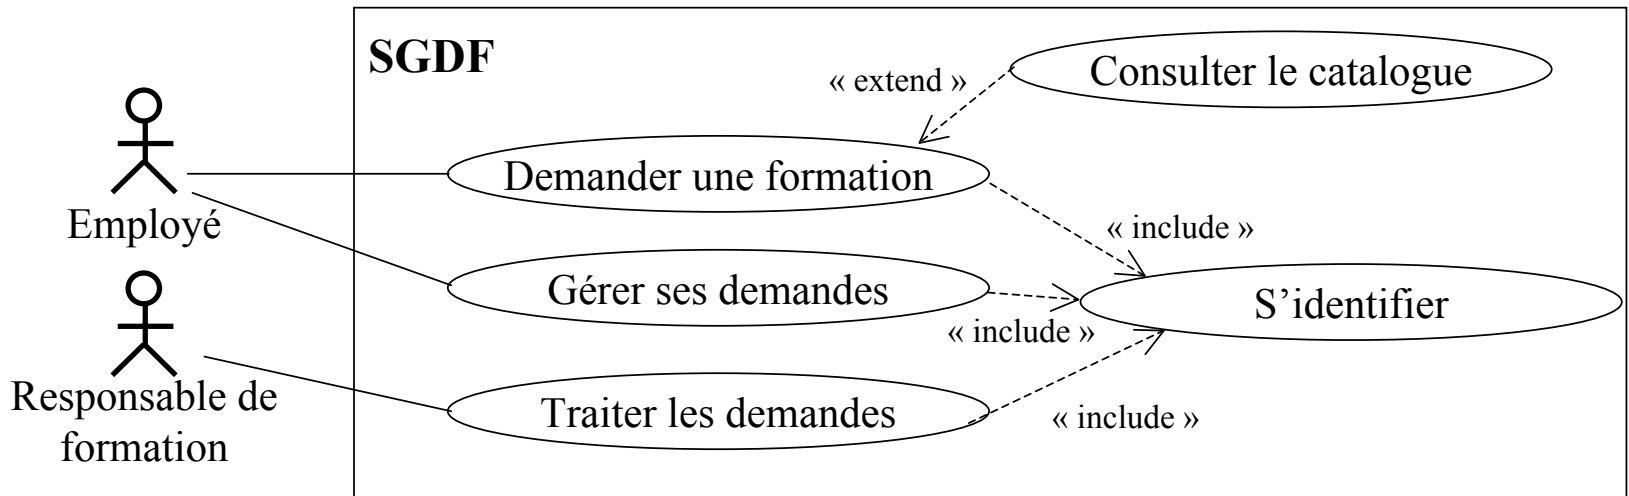 SGDF
Consulter le catalogue
« extend »
Demander une formation
Employé
« include »
Gérer ses demandes
S’identifier
« include »
Responsable de
formation
Traiter les demandes
« include »